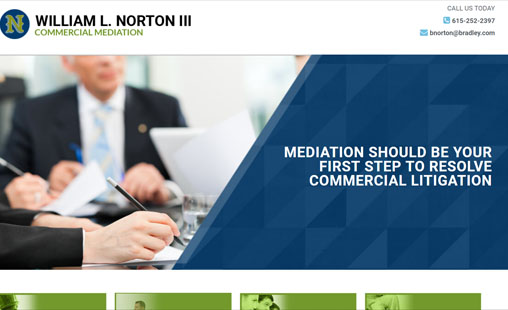 N
WILLIAM L. NORTON III
COMMERCIAL MEDIATION
CALL US TODAY
615-252-2397
bnorton@bradley.com
MEDIATION SHOULD BE YOUR
FIRST STEP TO RESOLVE
COMMERCIAL LITIGATION